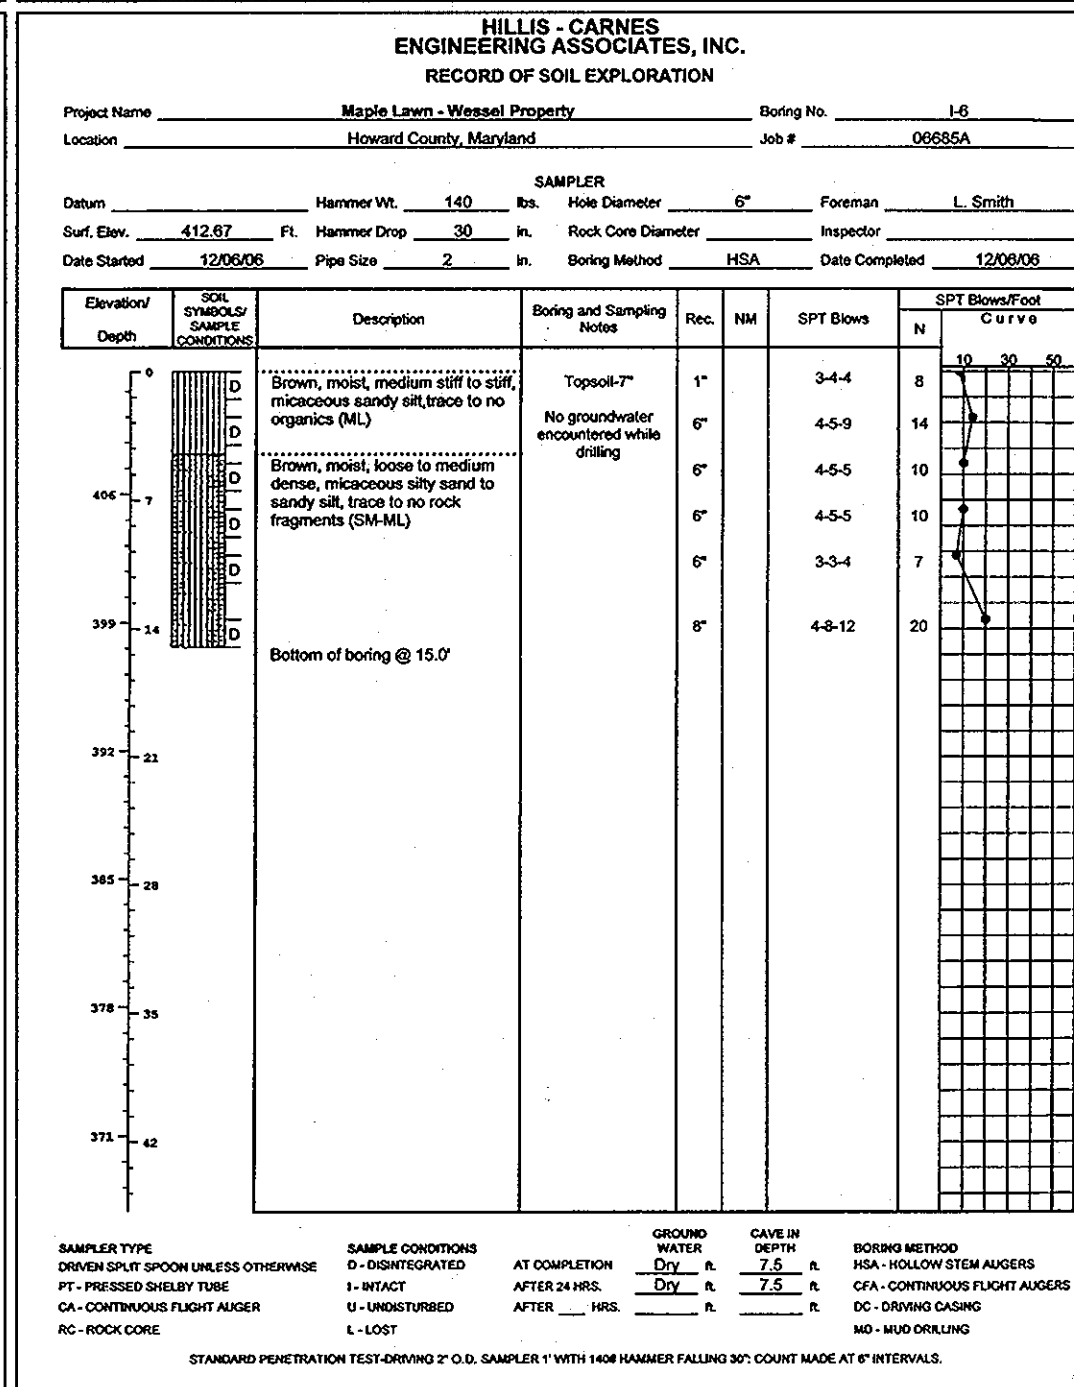 HILLIS - CARNES
ENGINEERING ASSOCIATES, INC.
RECORD OF SOIL EXPLORATION
Project Name Maple Lawn - Wessel Property Boring No. I-6
Location Howard County, Maryland Job # 06685A
SAMPLER
Datum Hammer Wt. 140 lbs. Hole Diameter 6" Foreman L. Smith
Surf. Elev. 412.67 Ft. Hammer Drop 30 in. Rock Core Diameter Inspector
Date Started 12/06/06 Pipe Size 2 in. Boring Method HSA Date Completed 12/06/06
Elevation/ Depth SOIL SYMBOLS/ SAMPLE CONDITIONS Description Boring and Sampling Notes Rec. NM SPT Blows SPT Blows/Foot N Curve
10 30 50
0 D Brown, moist, medium stiff to stiff, Topsoil-7" 1" 3-4-4 8
micaceous sandy silt,trace to no
organics (ML) No groundwater
D encountered while 6" 4-5-9 14
drilling
Brown, moist, loose to medium
D dense, micaceous silty sand to 6" 4-5-5 10
406 7 sandy silt, trace to no rock
D fragments (SM-ML) 6" 4-5-5 10
D 6" 3-3-4 7
399 14 D 8" 4-8-12 20
Bottom of boring @ 15.0'
392 21
385 28
378 35
371 42
GROUND WATER CAVE IN DEPTH
SAMPLER TYPE SAMPLE CONDITIONS BORING METHOD
DRIVEN SPLIT SPOON UNLESS OTHERWISE D - DISINTEGRATED AT COMPLETION Dry ft. 7.5 ft. HSA - HOLLOW STEM AUGERS
PT - PRESSED SHELBY TUBE I - INTACT AFTER 24 HRS. Dry ft. 7.5 ft. CFA - CONTINUOUS FLIGHT AUGERS
CA - CONTINUOUS FLIGHT AUGER U - UNDISTURBED AFTER ___ HRS. ft. ft. DC - DRIVING CASING
RC - ROCK CORE L - LOST MD - MUD DRILLING
STANDARD PENETRATION TEST-DRIVING 2" O.D. SAMPLER 1' WITH 140# HAMMER FALLING 30": COUNT MADE AT 6" INTERVALS.